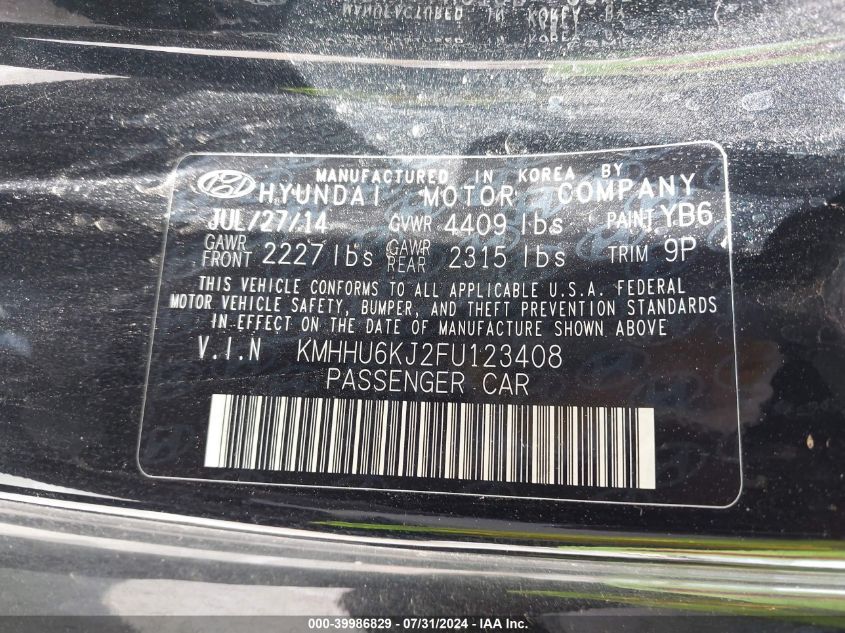 MANUFACTURED IN KOREA BY
HYUNDAI MOTOR COMPANY
JUL/27/14 GVWR 4409 lbs PAINT YB6
GAWR FRONT 2227 lbs GAWR REAR 2315 lbs TRIM 9P
THIS VEHICLE CONFORMS TO ALL APPLICABLE U.S.A. FEDERAL
MOTOR VEHICLE SAFETY, BUMPER, AND THEFT PREVENTION STANDARDS
IN EFFECT ON THE DATE OF MANUFACTURE SHOWN ABOVE
V.I.N KMHHU6KJ2FU123408
PASSENGER CAR
000-39986829 / 07/31/2024 - IAA Inc.